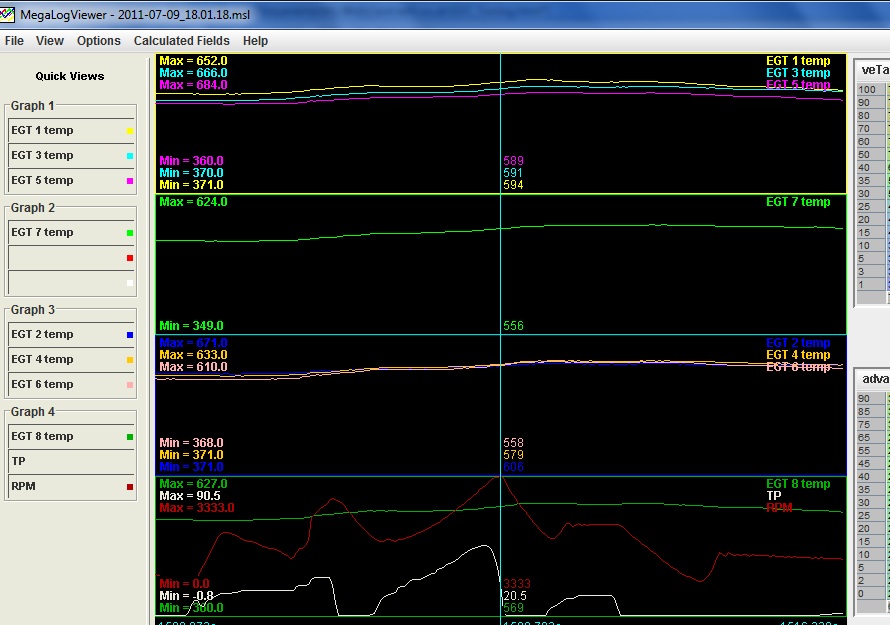 MegaLogViewer - 2011-07-09_18.01.18.msl
File View Options Calculated Fields Help
Quick Views
Graph 1
EGT 1 temp
EGT 3 temp
EGT 5 temp
Graph 2
EGT 7 temp
Graph 3
EGT 2 temp
EGT 4 temp
EGT 6 temp
Graph 4
EGT 8 temp
TP
RPM
Max = 652.0 EGT 1 temp
Max = 666.0 EGT 3 temp
Max = 684.0 EGT 5 temp
Min = 360.0 589
Min = 370.0 591
Min = 371.0 594
Max = 624.0 EGT 7 temp
Min = 349.0 556
Max = 671.0 EGT 2 temp
Max = 633.0 EGT 4 temp
Max = 610.0 EGT 6 temp
Min = 368.0 558
Min = 371.0 579
Min = 371.0 606
Max = 627.0 EGT 8 temp
Max = 90.5 TP
Max = 3333.0 RPM
Min = 0.0 3333
Min = -0.8 20.5
Min = 360.0 569
veTa
100
90
80
70
60
50
40
35
30
25
20
15
10
5
3
1
adva
90
85
75
65
55
45
40
35
30
25
20
15
10
5
2
0